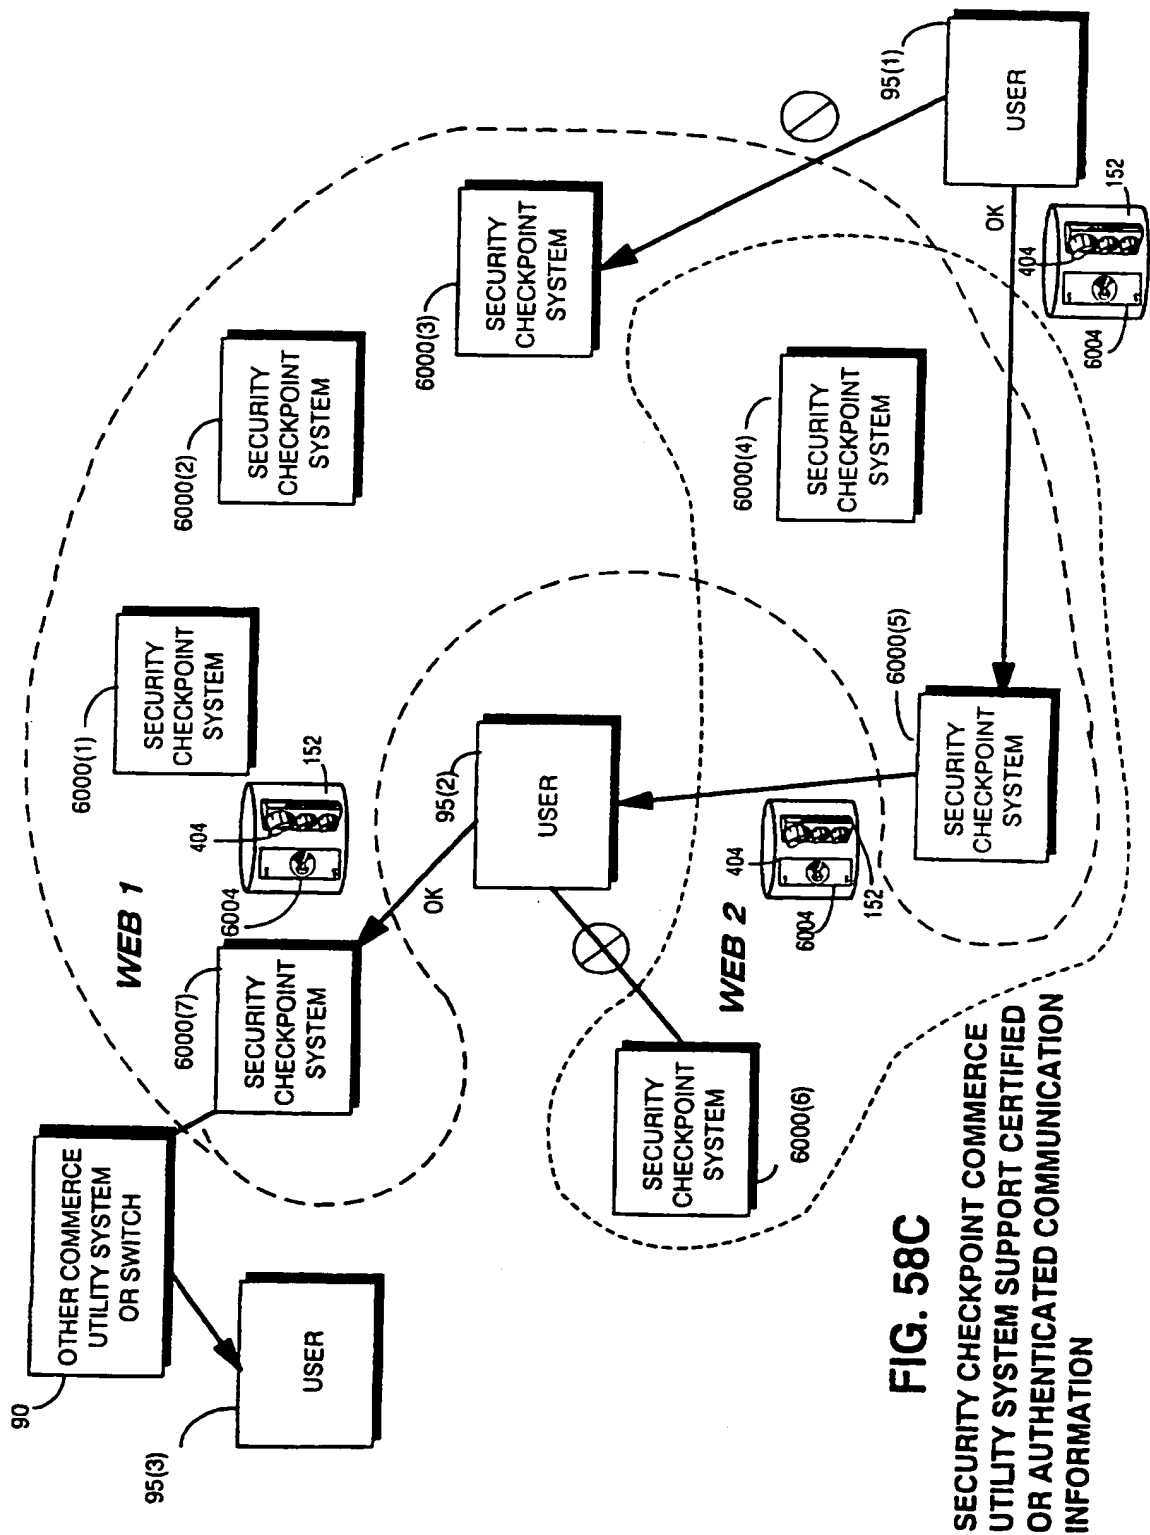 90
OTHER COMMERCE
UTILITY SYSTEM
OR SWITCH
95(3)
USER
WEB 1
6000(1)
SECURITY
CHECKPOINT
SYSTEM
6000(7)
SECURITY
CHECKPOINT
SYSTEM
6004
404
152
6000(2)
SECURITY
CHECKPOINT
SYSTEM
6000(3)
SECURITY
CHECKPOINT
SYSTEM
OK
95(2)
USER
6000(6)
SECURITY
CHECKPOINT
SYSTEM
WEB 2
404
6004
152
6000(4)
SECURITY
CHECKPOINT
SYSTEM
6000(5)
SECURITY
CHECKPOINT
SYSTEM
95(1)
USER
OK
404
152
6004
FIG. 58C
SECURITY CHECKPOINT COMMERCE
UTILITY SYSTEM SUPPORT CERTIFIED
OR AUTHENTICATED COMMUNICATION
INFORMATION